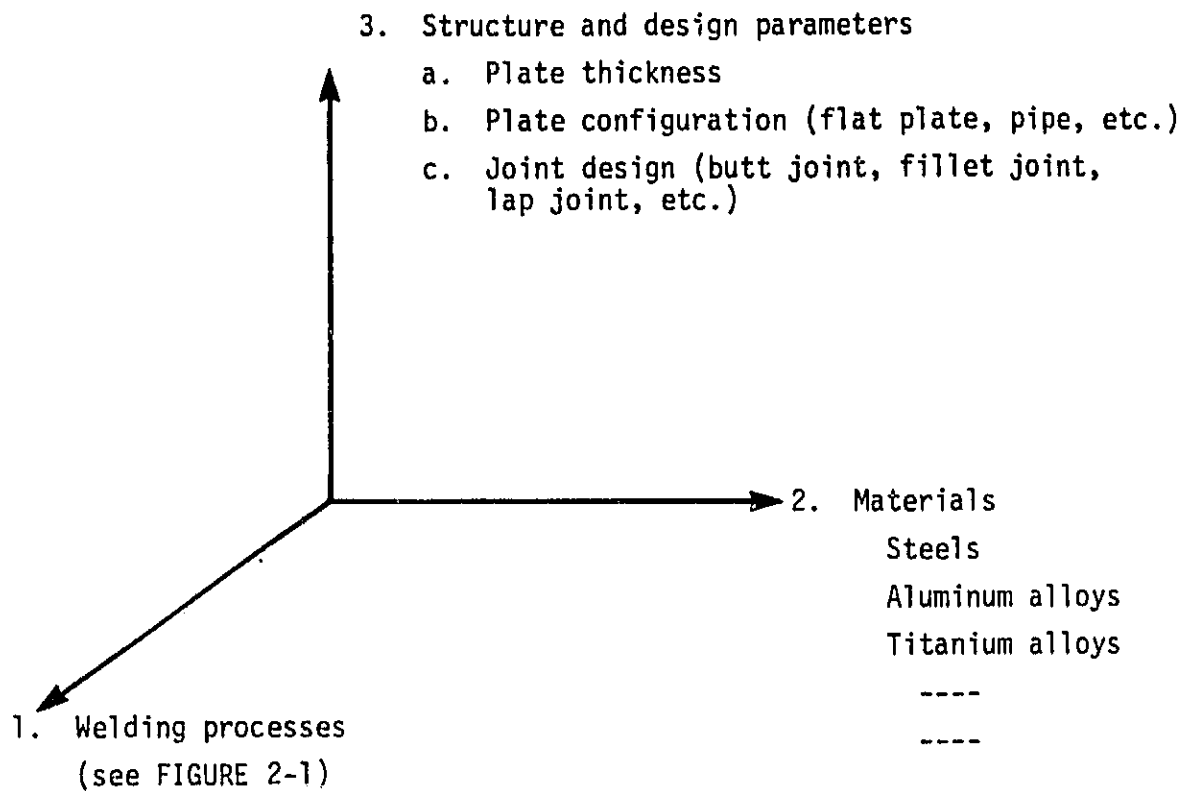 3. Structure and design parameters
a. Plate thickness
b. Plate configuration (flat plate, pipe, etc.)
c. Joint design (butt joint, fillet joint,
lap joint, etc.)
2. Materials
Steels
Aluminum alloys
Titanium alloys
----
----
1. Welding processes
(see FIGURE 2-1)